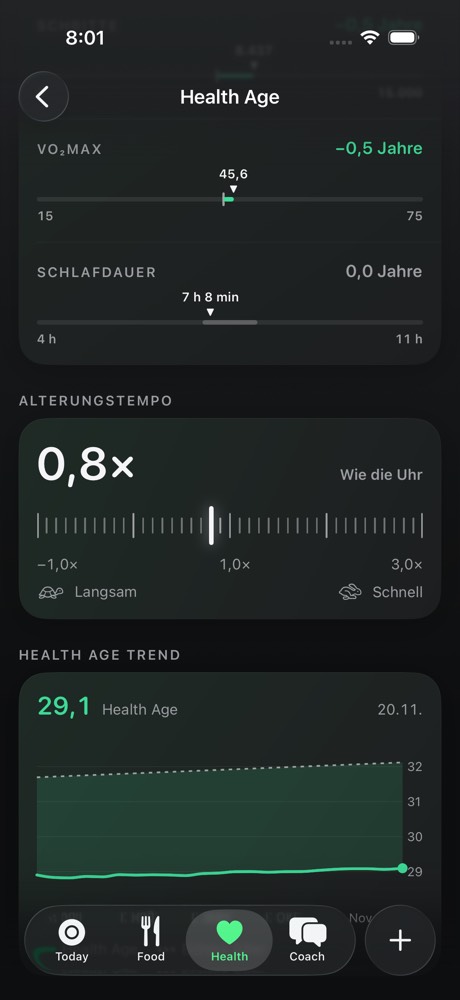 8:01
Health Age
VO₂MAX
−0,5 Jahre
45,6
15
75
SCHLAFDAUER
0,0 Jahre
7 h 8 min
4 h
11 h
ALTERUNGSTEMPO
0,8×
Wie die Uhr
−1,0×
1,0×
3,0×
Langsam
Schnell
HEALTH AGE TREND
29,1 Health Age
20.11.
32
31
30
29
Nov
Today
Food
Health
Coach